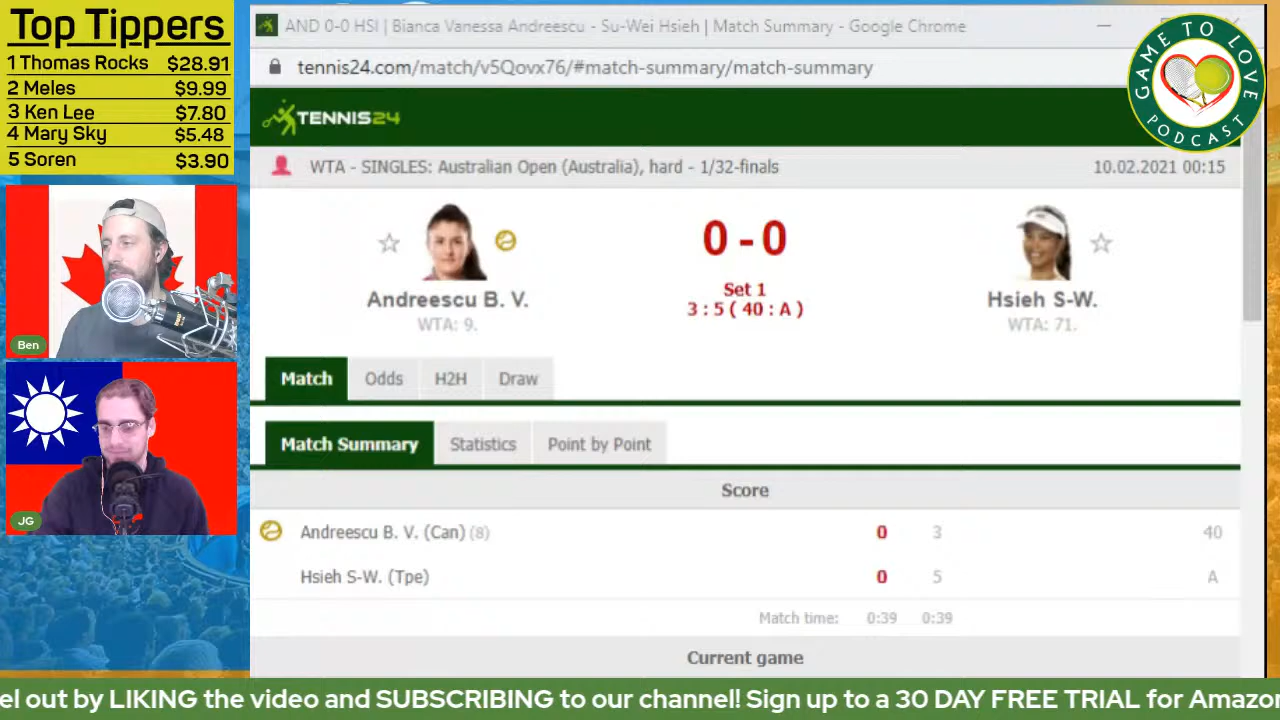 Top Tippers
1 Thomas Rocks $28.91
2 Meles $9.99
3 Ken Lee $7.80
4 Mary Sky $5.48
5 Soren $3.90
Ben
JG
AND 0-0 HSI | Bianca Vanessa Andreescu - Su-Wei Hsieh | Match Summary - Google Chrome
tennis24.com/match/v5Qovx76/#match-summary/match-summary
GAME TO LOVE
PODCAST
TENNIS24
WTA - SINGLES: Australian Open (Australia), hard - 1/32-finals 10.02.2021 00:15
0 - 0
Set 1
3 : 5 ( 40 : A )
Andreescu B. V.
WTA: 9.
Hsieh S-W.
WTA: 71.
Match Odds H2H Draw
Match Summary Statistics Point by Point
Score
Andreescu B. V. (Can) (8) 0 3 40
Hsieh S-W. (Tpe) 0 5 A
Match time: 0:39 0:39
Current game
el out by LIKING the video and SUBSCRIBING to our channel! Sign up to a 30 DAY FREE TRIAL for Amazon